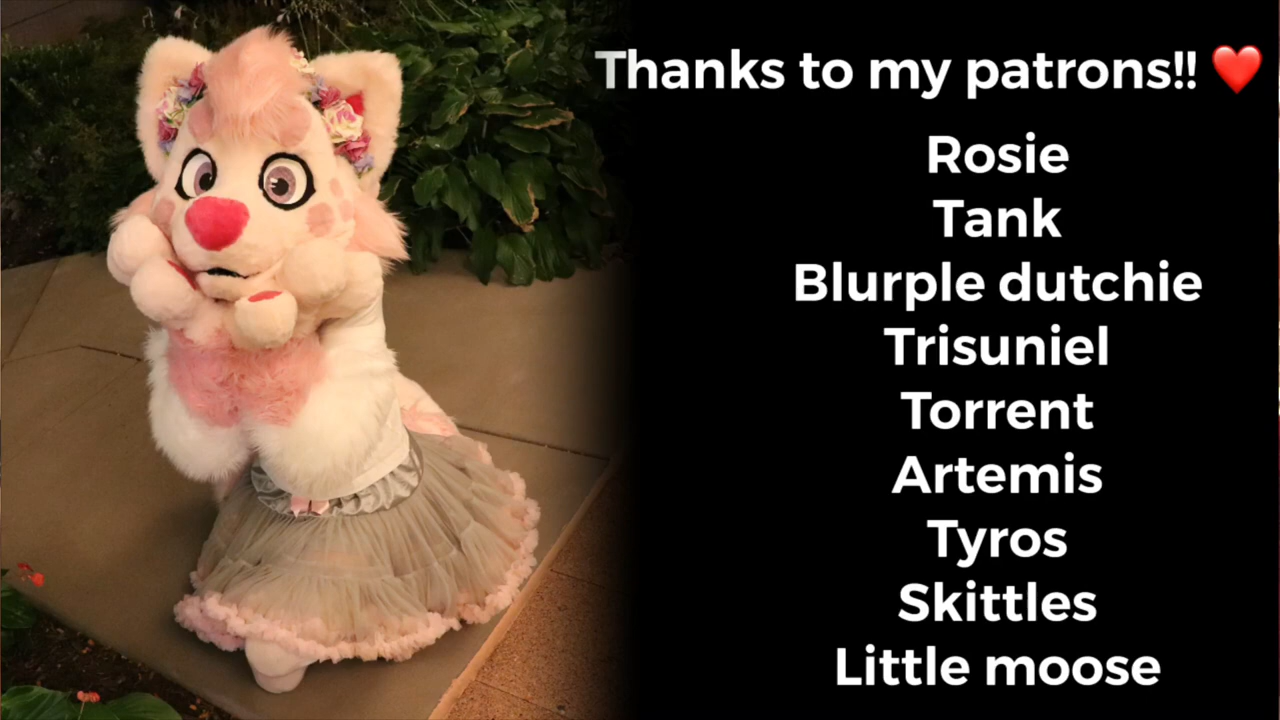 Thanks to my patrons!! ❤️
Rosie
Tank
Blurple dutchie
Trisuniel
Torrent
Artemis
Tyros
Skittles
Little moose